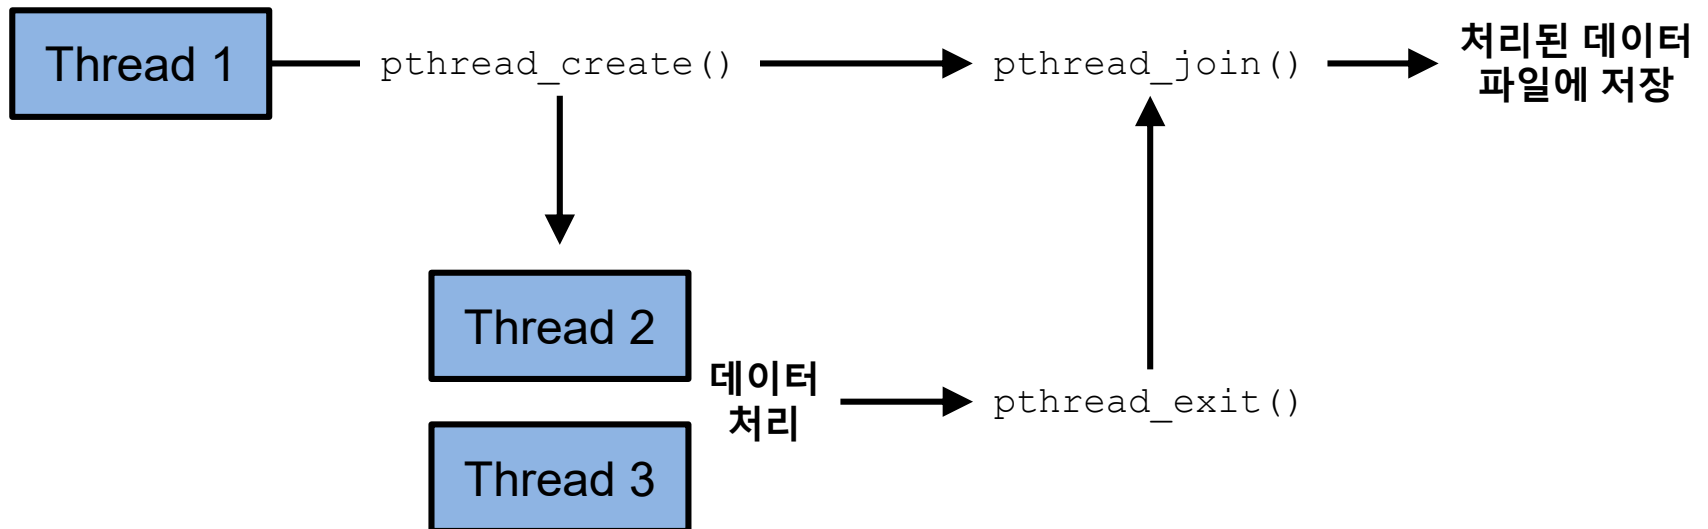 Thread 1
pthread_create()
pthread_join()
처리된 데이터
파일에 저장
Thread 2
데이터
처리
pthread_exit()
Thread 3